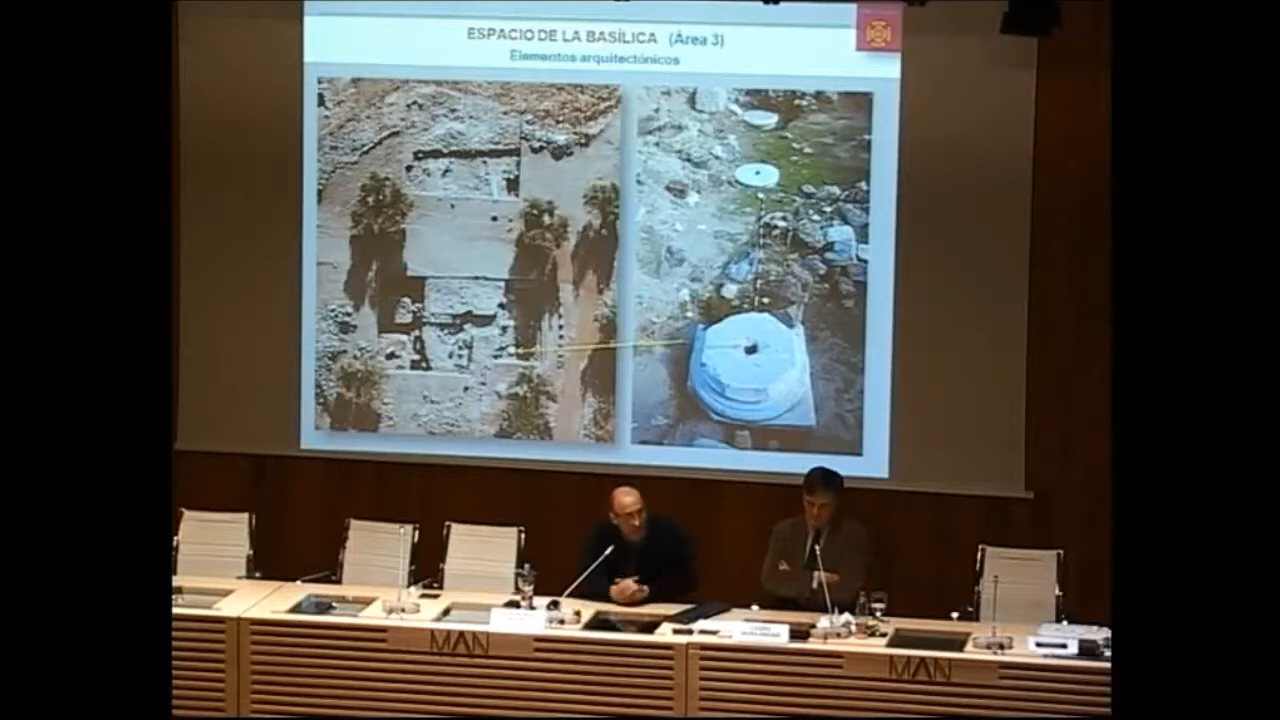 ESPACIO DE LA BASÍLICA (Área 3)
Elementos arquitectónicos
MAN
MAN